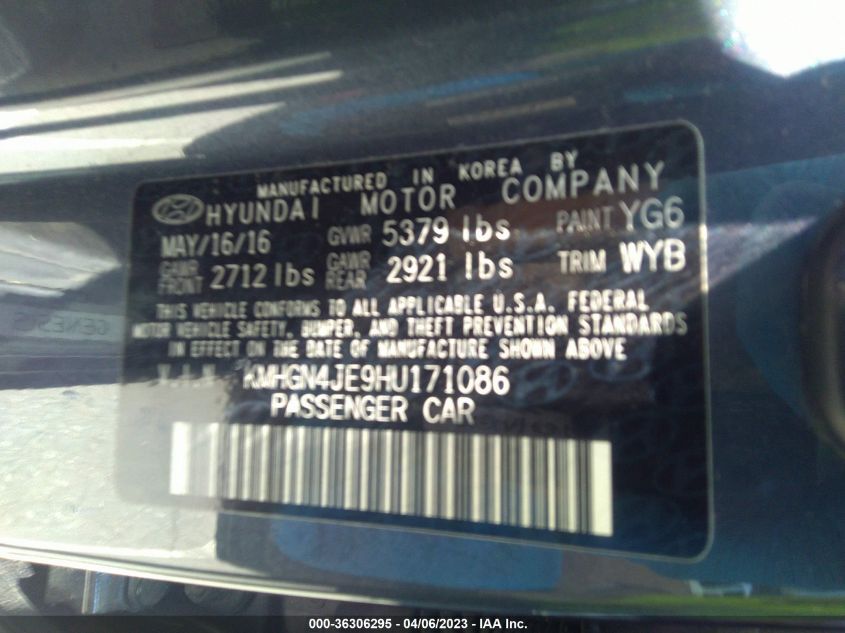 MANUFACTURED IN KOREA BY
HYUNDAI MOTOR COMPANY
MAY/16/16 GVWR 5379 lbs PAINT YG6
GAWR FRONT 2712 lbs GAWR REAR 2921 lbs TRIM WYB
THIS VEHICLE CONFORMS TO ALL APPLICABLE U.S.A. FEDERAL
MOTOR VEHICLE SAFETY, BUMPER, AND THEFT PREVENTION STANDARDS
IN EFFECT ON THE DATE OF MANUFACTURE SHOWN ABOVE
V.I.N KMHGN4JE9HU171086
PASSENGER CAR
GENESIS
000-36306295 - 04/06/2023 - IAA Inc.